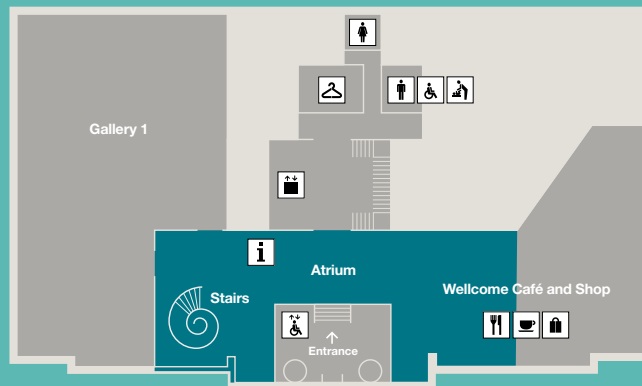 Gallery 1
i
Atrium
Stairs
Wellcome Café and Shop
Entrance